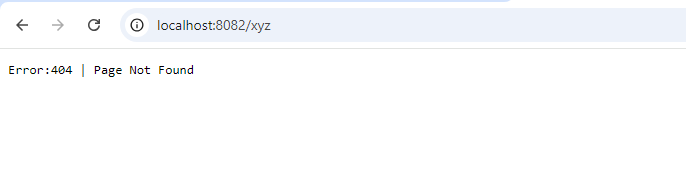 localhost:8082/xyz
Error:404 | Page Not Found